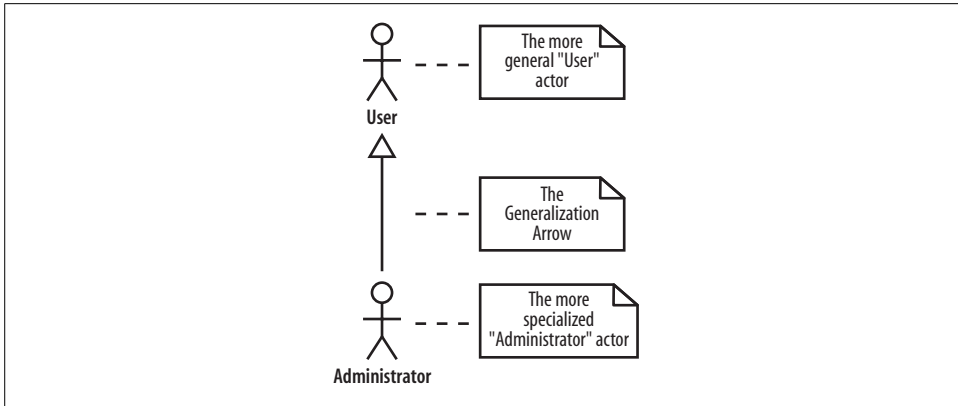 The more
general "User"
actor
User
The
Generalization
Arrow
The more
specialized
"Administrator" actor
Administrator